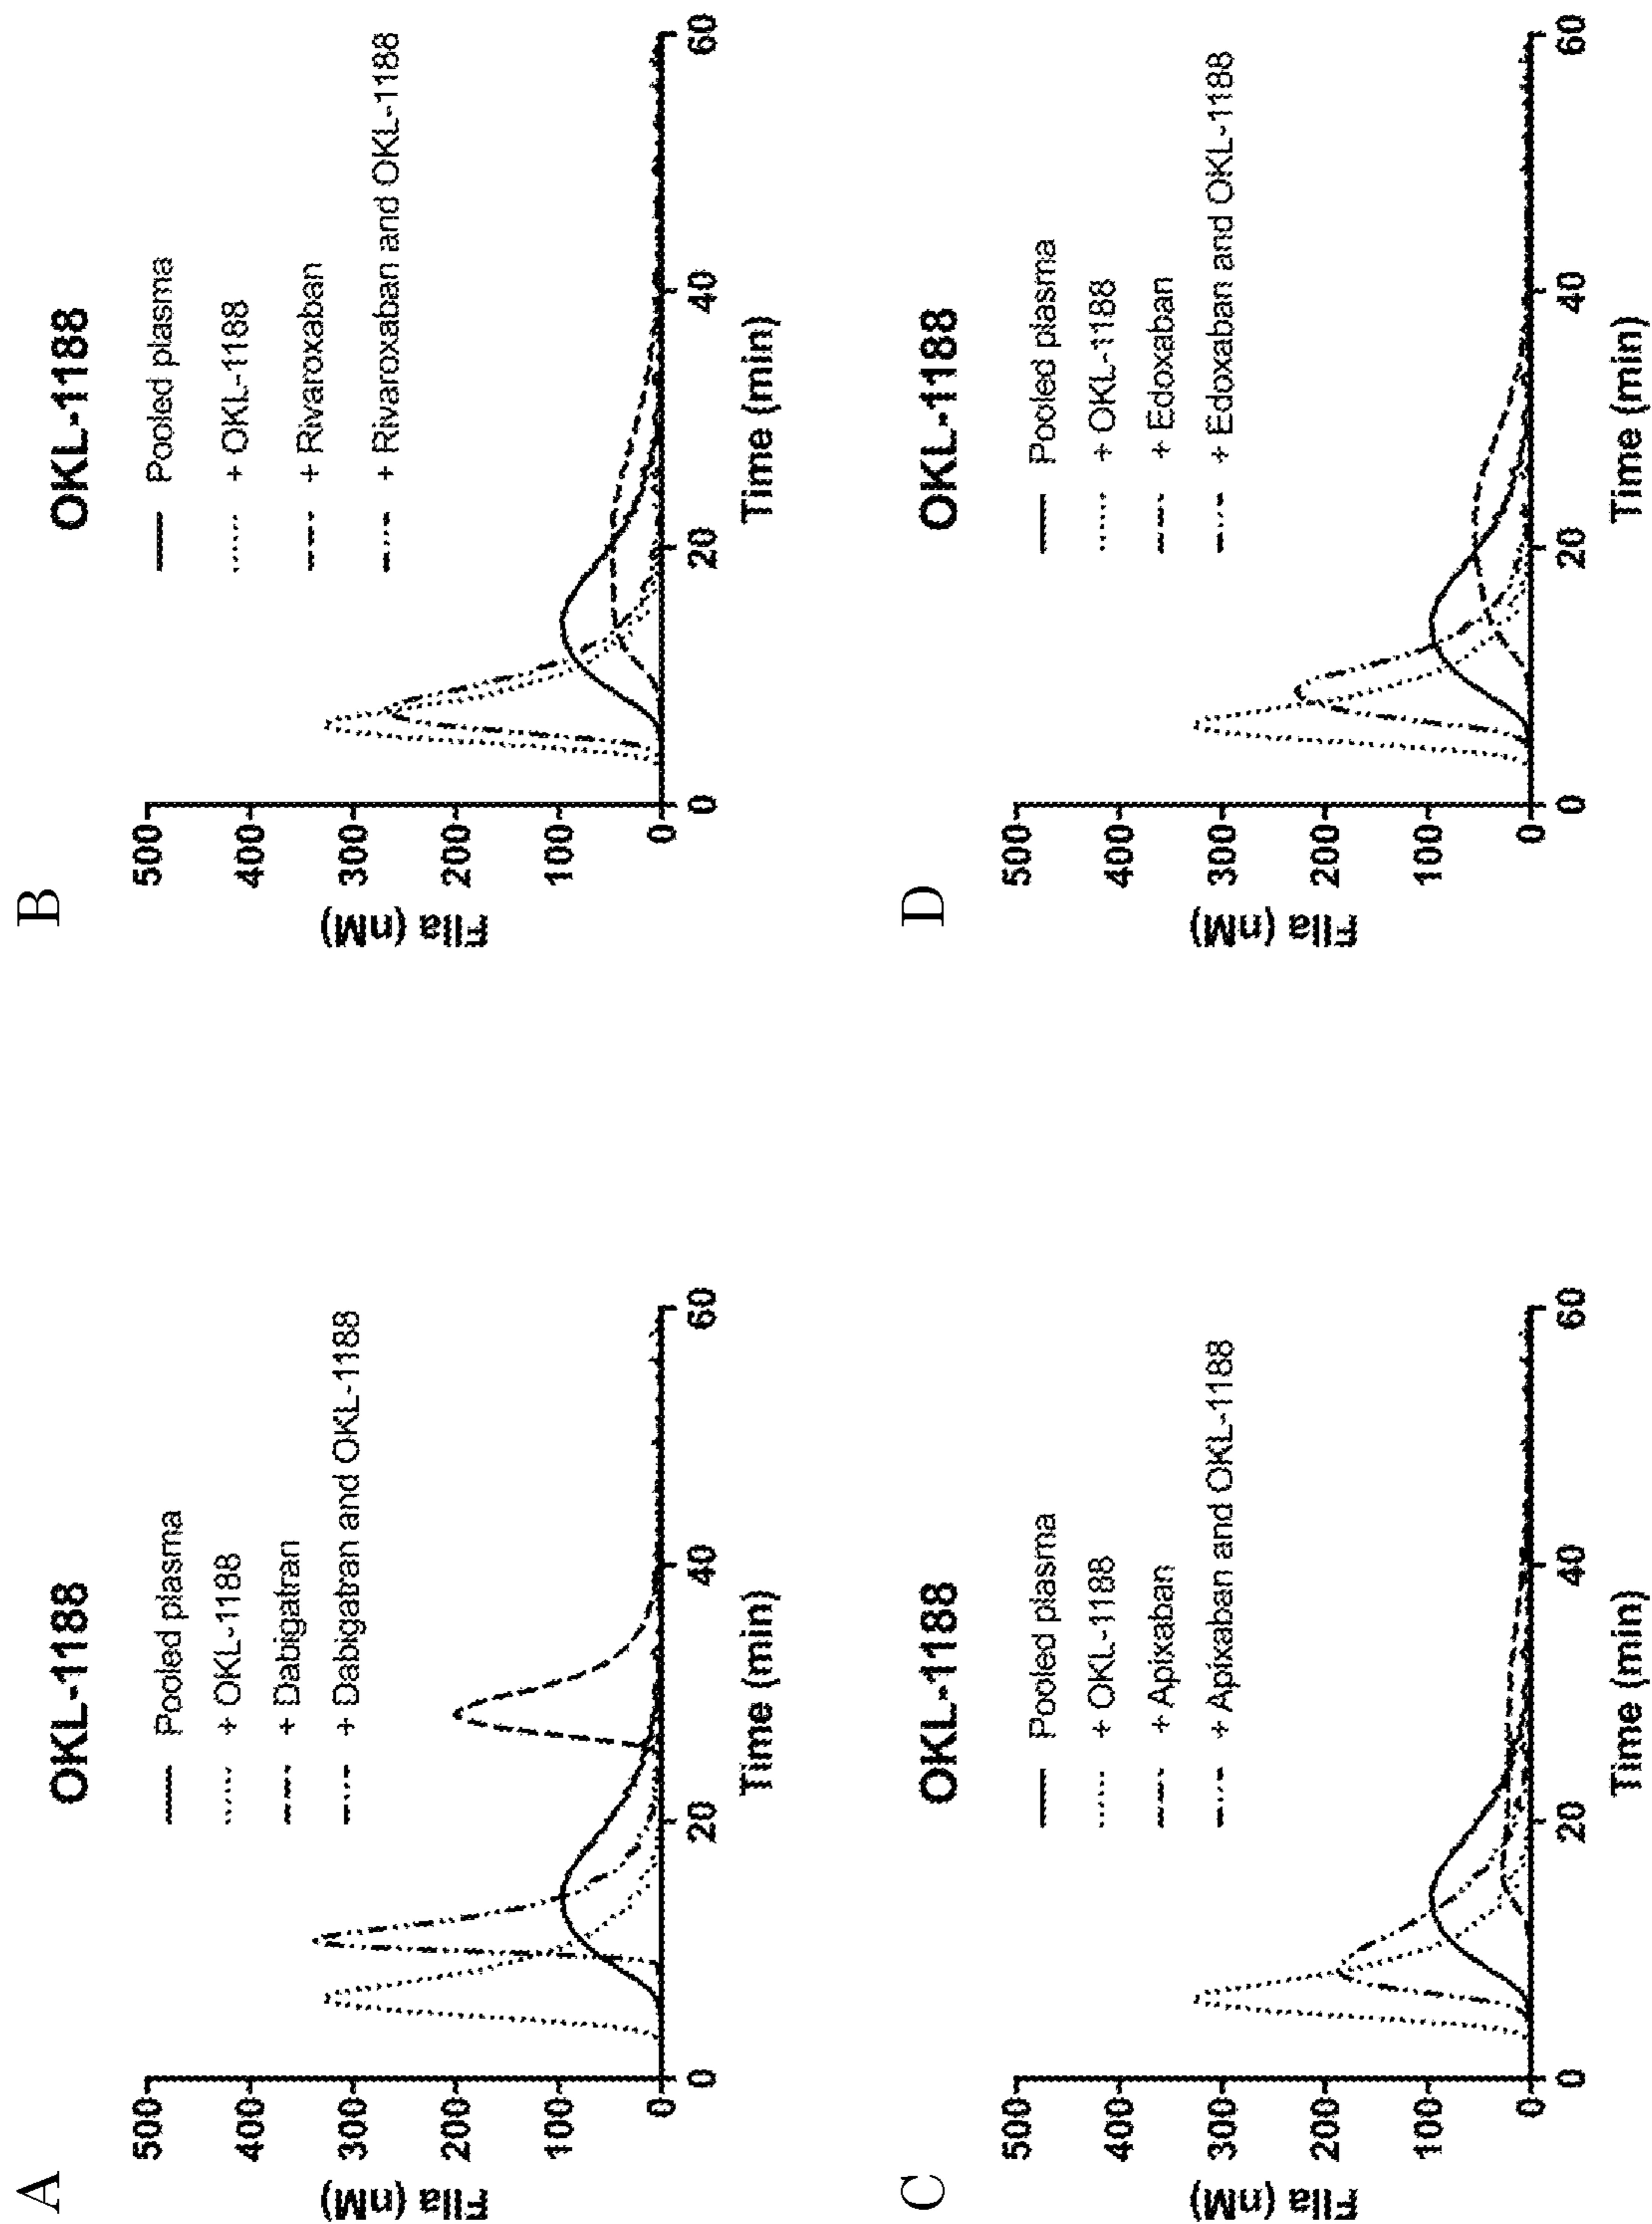 A
OKL-1188
Pooled plasma
+ OKL-1188
+ Dabigatran
+ Dabigatran and OKL-1188
FIIa (nM)
500
400
300
200
100
0
0
20
40
60
Time (min)
B
OKL-1188
Pooled plasma
+ OKL-1188
+ Rivaroxaban
+ Rivaroxaban and OKL-1188
FIIa (nM)
500
400
300
200
100
0
0
20
40
60
Time (min)
C
OKL-1188
Pooled plasma
+ OKL-1188
+ Apixaban
+ Apixaban and OKL-1188
FIIa (nM)
500
400
300
200
100
0
0
20
40
60
Time (min)
D
OKL-1188
Pooled plasma
+ OKL-1188
+ Edoxaban
+ Edoxaban and OKL-1188
FIIa (nM)
500
400
300
200
100
0
0
20
40
60
Time (min)